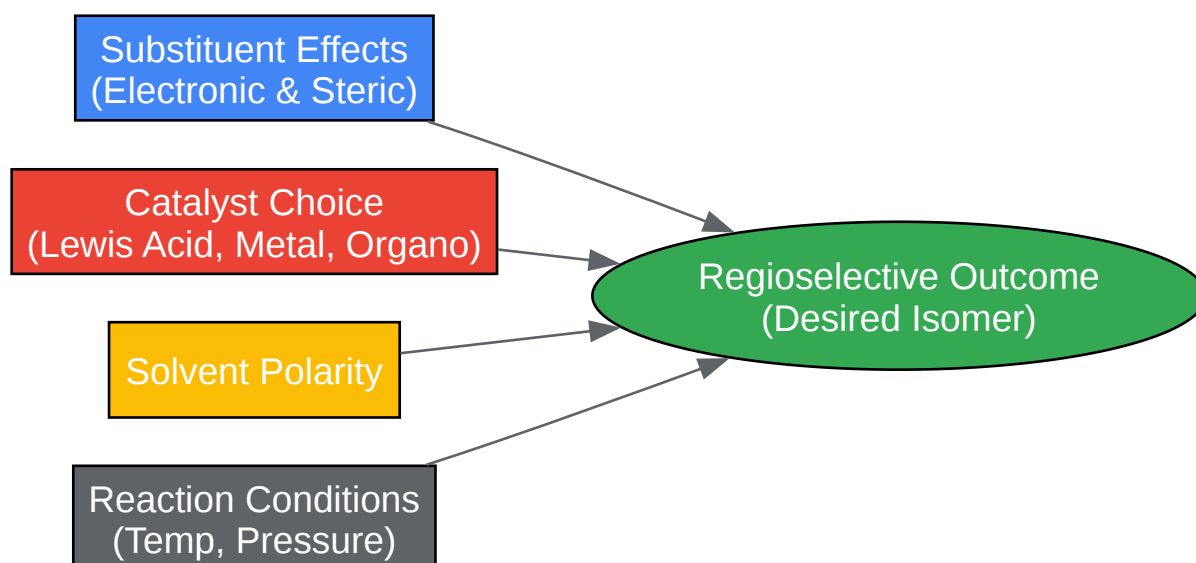 Substituent Effects
(Electronic & Steric)
Catalyst Choice
(Lewis Acid, Metal, Organo)
Regioselective Outcome
(Desired Isomer)
Solvent Polarity
Reaction Conditions
(Temp, Pressure)